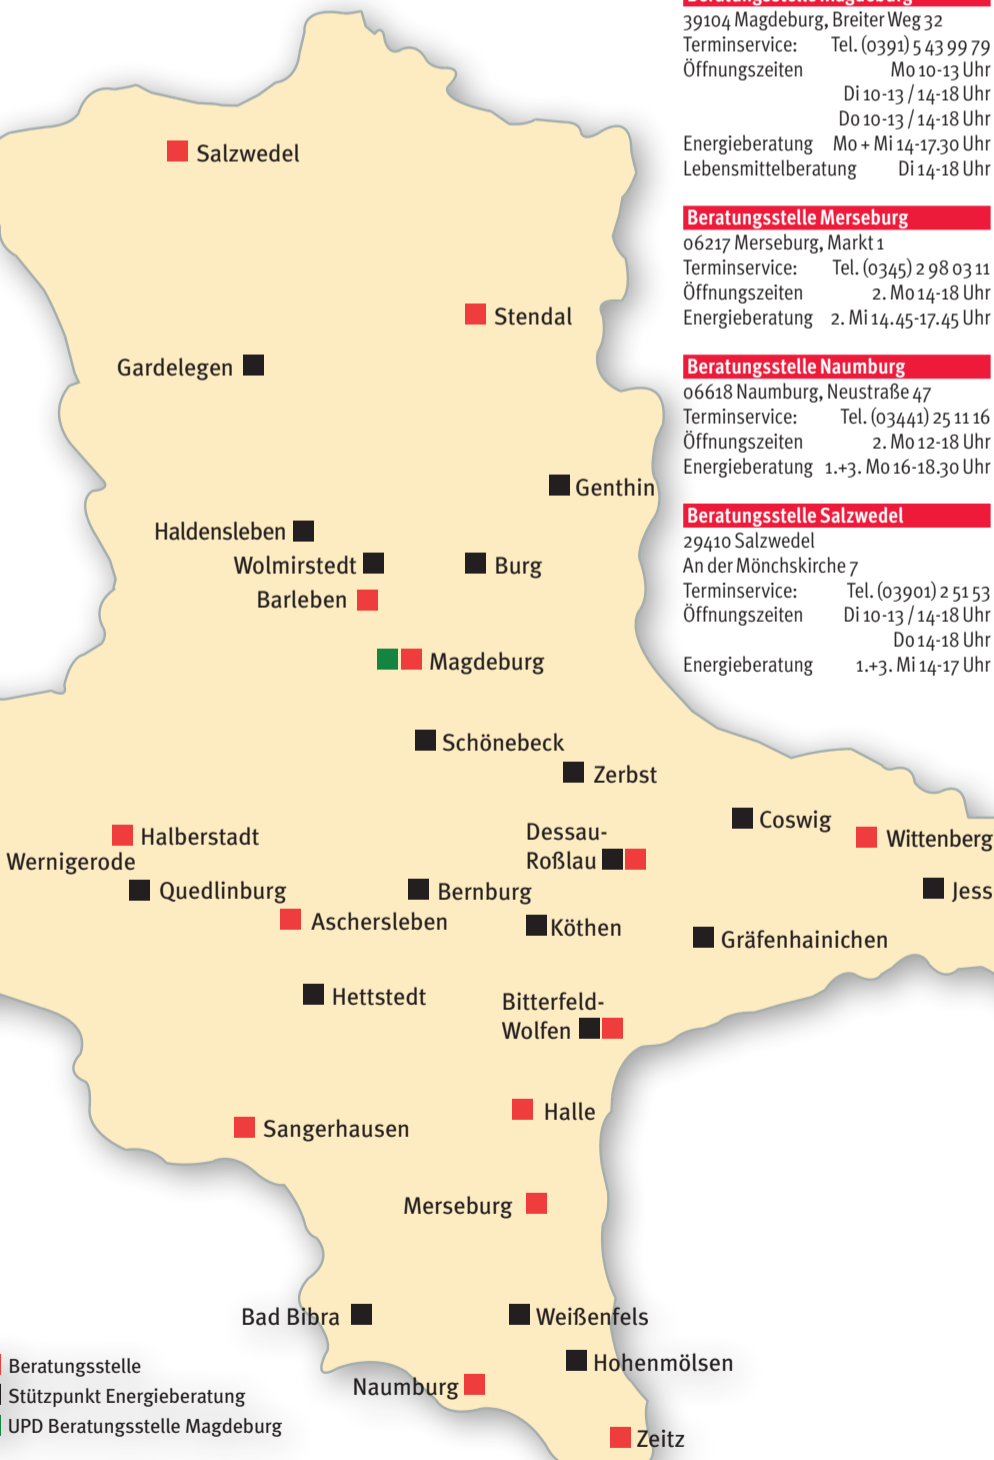 Beratungsstelle Magdeburg
39104 Magdeburg, Breiter Weg 32
Terminservice: Tel. (0391) 5 43 99 79
Öffnungszeiten Mo 10-13 Uhr
Di 10-13 / 14-18 Uhr
Do 10-13 / 14-18 Uhr
Energieberatung Mo + Mi 14-17.30 Uhr
Lebensmittelberatung Di 14-18 Uhr
Beratungsstelle Merseburg
06217 Merseburg, Markt 1
Terminservice: Tel. (0345) 2 98 03 11
Öffnungszeiten 2. Mo 14-18 Uhr
Energieberatung 2. Mi 14.45-17.45 Uhr
Beratungsstelle Naumburg
06618 Naumburg, Neustraße 47
Terminservice: Tel. (03441) 25 11 16
Öffnungszeiten 2. Mo 12-18 Uhr
Energieberatung 1.+3. Mo 16-18.30 Uhr
Beratungsstelle Salzwedel
29410 Salzwedel
An der Mönchskirche 7
Terminservice: Tel. (03901) 2 51 53
Öffnungszeiten Di 10-13 / 14-18 Uhr
Do 14-18 Uhr
Energieberatung 1.+3. Mi 14-17 Uhr
Salzwedel
Stendal
Gardelegen
Genthin
Haldensleben
Wolmirstedt
Burg
Barleben
Magdeburg
Schönebeck
Zerbst
Coswig
Halberstadt
Dessau-
Roßlau
Wittenberg
Wernigerode
Quedlinburg
Bernburg
Jess
Aschersleben
Köthen
Gräfenhainichen
Hettstedt
Bitterfeld-
Wolfen
Halle
Sangerhausen
Merseburg
Bad Bibra
Weißenfels
Hohenmölsen
Naumburg
Zeitz
Beratungsstelle
Stützpunkt Energieberatung
UPD Beratungsstelle Magdeburg